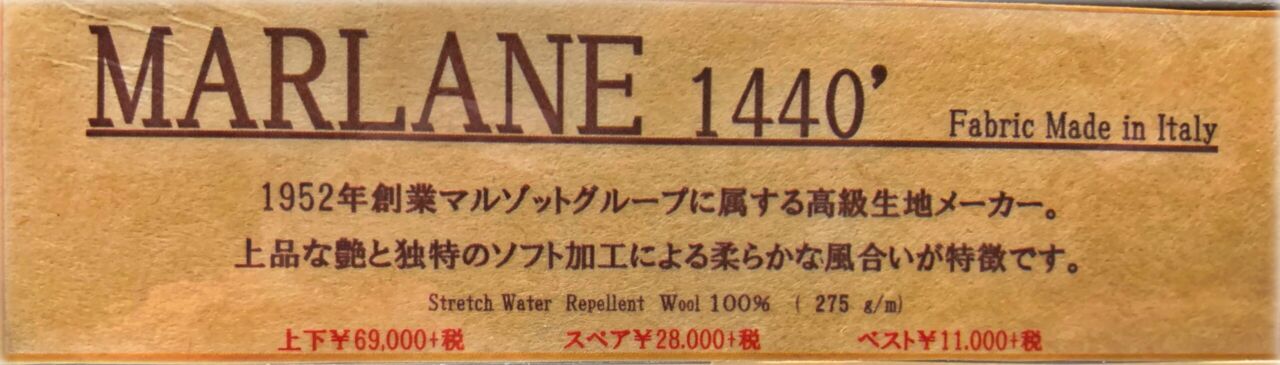 MARLANE 1440’ Fabric Made in Italy
1952年創業マルゾットグループに属する高級生地メーカー。
上品な艶と独特のソフト加工による柔らかな風合いが特徴です。
Stretch Water Repellent Wool 100% ( 275 g/m)
上下¥69,000+税 スペア¥28.000+税 ベスト¥11.000+税